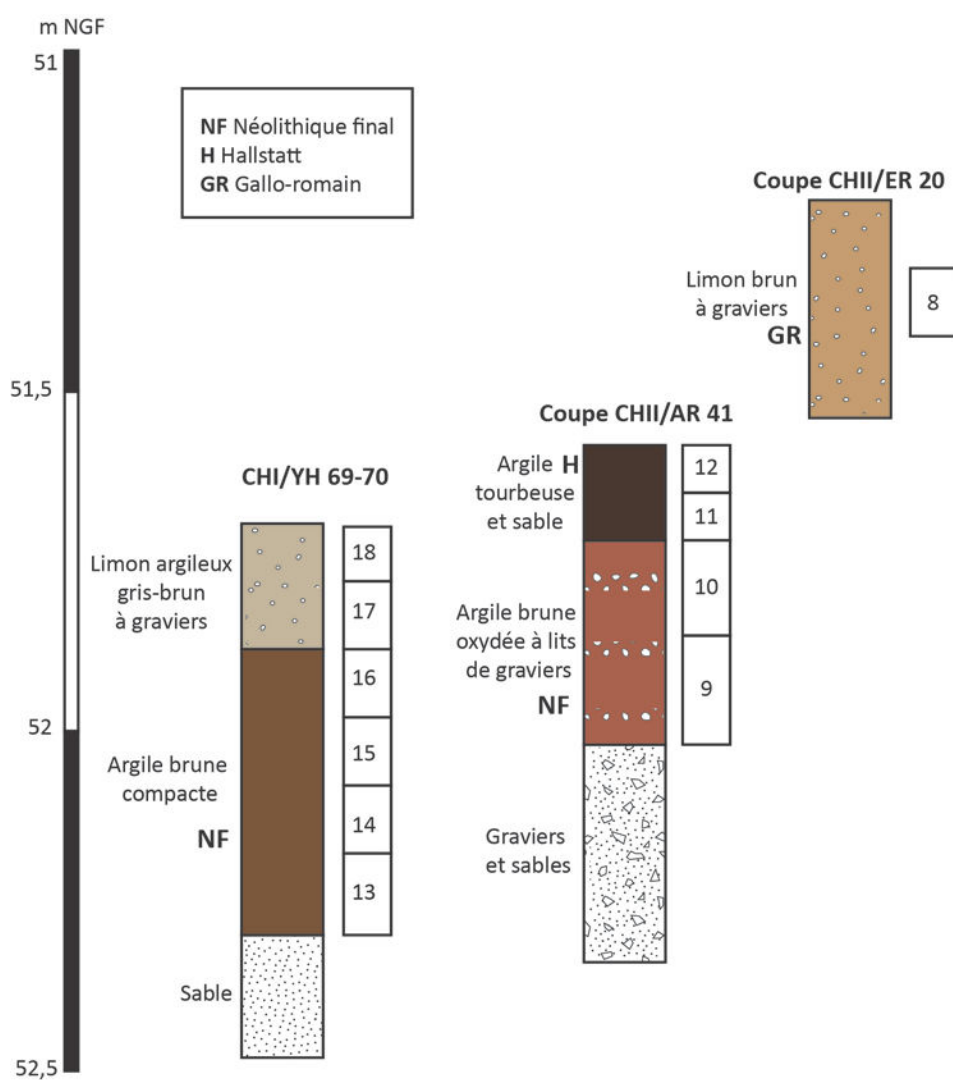 m NGF
51
51,5
52
52,5
NF Néolithique final
H Hallstatt
GR Gallo-romain
CHI/YH 69-70
Limon argileux
gris-brun
à graviers
Argile brune
compacte
NF
Sable
18
17
16
15
14
13
Coupe CHII/AR 41
Argile H
tourbeuse
et sable
Argile brune
oxydée à lits
de graviers
NF
Graviers
et sables
12
11
10
9
Coupe CHII/ER 20
Limon brun
à graviers
GR
8